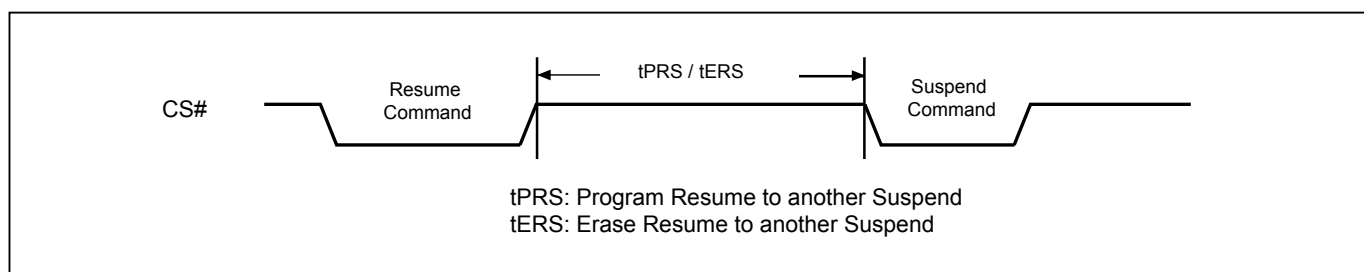 tPRS / tERS
Resume
Command
Suspend
Command
CS#
tPRS: Program Resume to another Suspend
tERS: Erase Resume to another Suspend